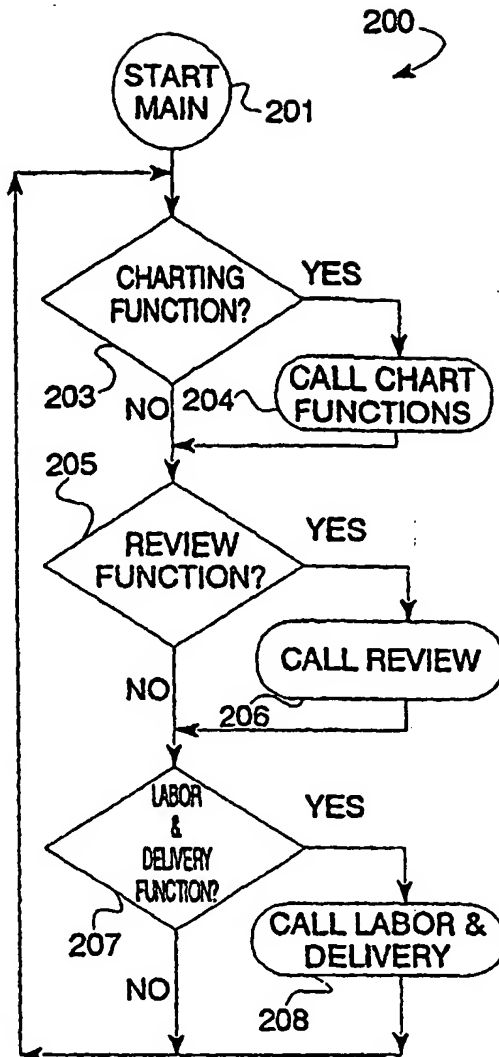 200
START
MAIN
201
CHARTING
FUNCTION?
YES
203
NO
204
CALL CHART
FUNCTIONS
205
REVIEW
FUNCTION?
YES
NO
CALL REVIEW
206
LABOR
&
DELIVERY
FUNCTION?
YES
207
NO
CALL LABOR &
DELIVERY
208